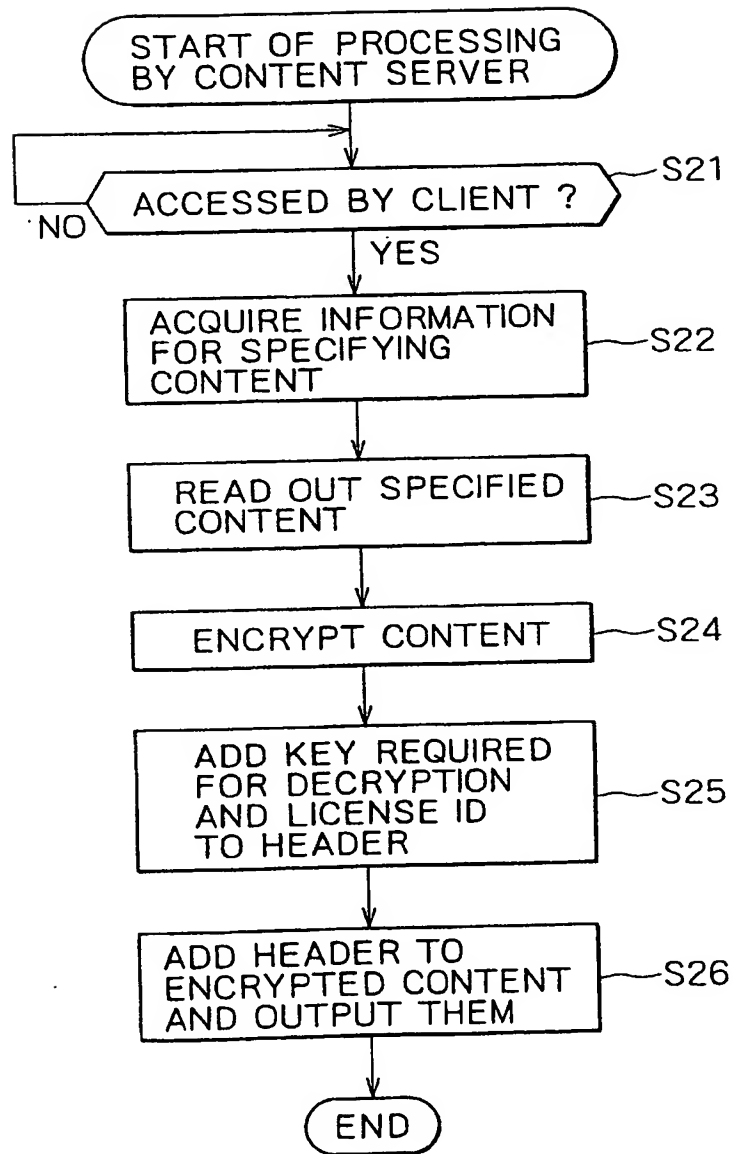 START OF PROCESSING
BY CONTENT SERVER
ACCESSED BY CLIENT ?
S21
NO
YES
ACQUIRE INFORMATION
FOR SPECIFYING
CONTENT
S22
READ OUT SPECIFIED
CONTENT
S23
ENCRYPT CONTENT
S24
ADD KEY REQUIRED
FOR DECRYPTION
AND LICENSE ID
TO HEADER
S25
ADD HEADER TO
ENCRYPTED CONTENT
AND OUTPUT THEM
S26
END